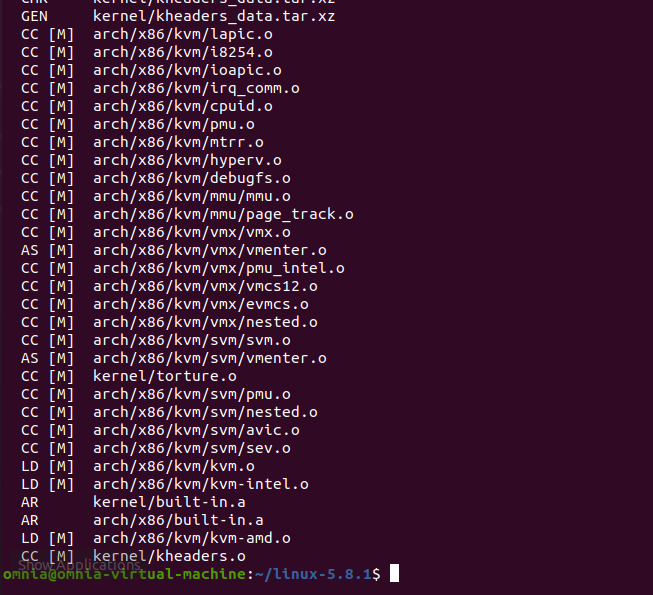 CHK     kernel/kheaders_data.tar.xz
GEN     kernel/kheaders_data.tar.xz
CC [M]  arch/x86/kvm/lapic.o
CC [M]  arch/x86/kvm/i8254.o
CC [M]  arch/x86/kvm/ioapic.o
CC [M]  arch/x86/kvm/irq_comm.o
CC [M]  arch/x86/kvm/cpuid.o
CC [M]  arch/x86/kvm/pmu.o
CC [M]  arch/x86/kvm/mtrr.o
CC [M]  arch/x86/kvm/hyperv.o
CC [M]  arch/x86/kvm/debugfs.o
CC [M]  arch/x86/kvm/mmu/mmu.o
CC [M]  arch/x86/kvm/mmu/page_track.o
CC [M]  arch/x86/kvm/vmx/vmx.o
AS [M]  arch/x86/kvm/vmx/vmenter.o
CC [M]  arch/x86/kvm/vmx/pmu_intel.o
CC [M]  arch/x86/kvm/vmx/vmcs12.o
CC [M]  arch/x86/kvm/vmx/evmcs.o
CC [M]  arch/x86/kvm/vmx/nested.o
CC [M]  arch/x86/kvm/svm/svm.o
AS [M]  arch/x86/kvm/svm/vmenter.o
CC [M]  kernel/torture.o
CC [M]  arch/x86/kvm/svm/pmu.o
CC [M]  arch/x86/kvm/svm/nested.o
CC [M]  arch/x86/kvm/svm/avic.o
CC [M]  arch/x86/kvm/svm/sev.o
LD [M]  arch/x86/kvm/kvm.o
LD [M]  arch/x86/kvm/kvm-intel.o
AR      kernel/built-in.a
AR      arch/x86/built-in.a
LD [M]  arch/x86/kvm/kvm-amd.o
CC [M]  kernel/kheaders.o
Show Applications
omnia@omnia-virtual-machine:~/linux-5.8.1$